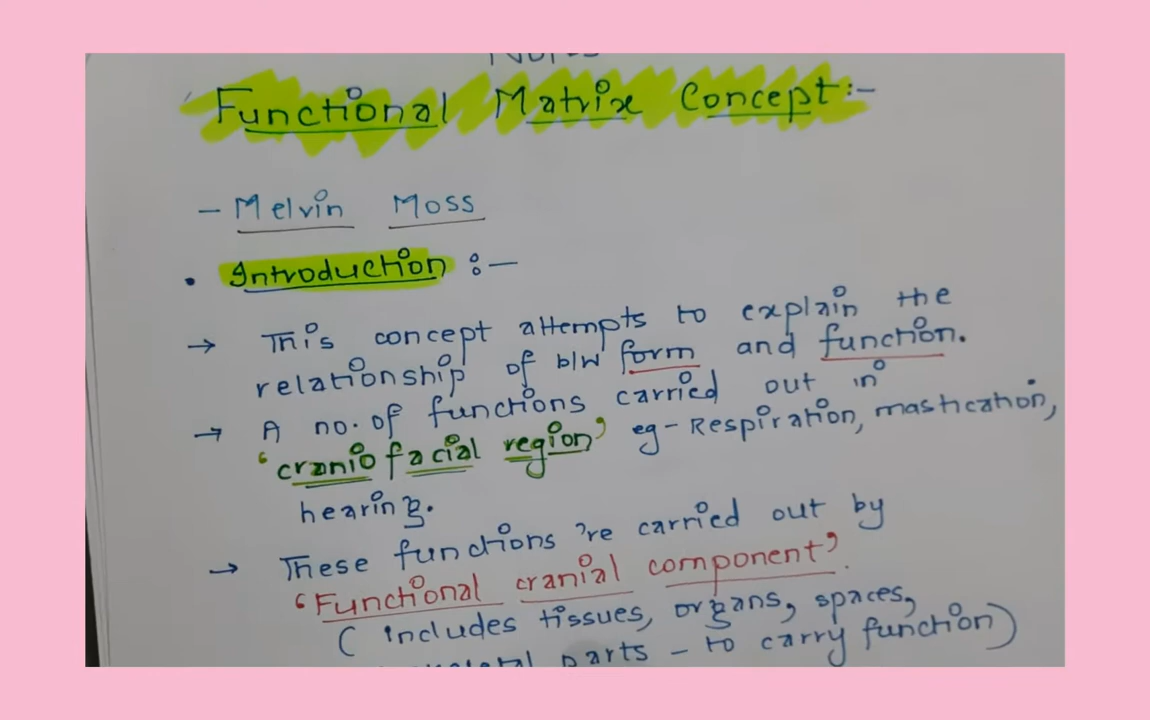 Functional Matrix Concept :-
- Melvin Moss
• Introduction :-
→ This concept attempts to explain the
relationship of b/w form and function.
→ A no. of functions carried out in
'cranio facial region' eg - Respiration, mastication,
hearing.
→ These functions 're carried out by
'Functional cranial component'.
( includes tissues, organs, spaces,
parts - to carry function)